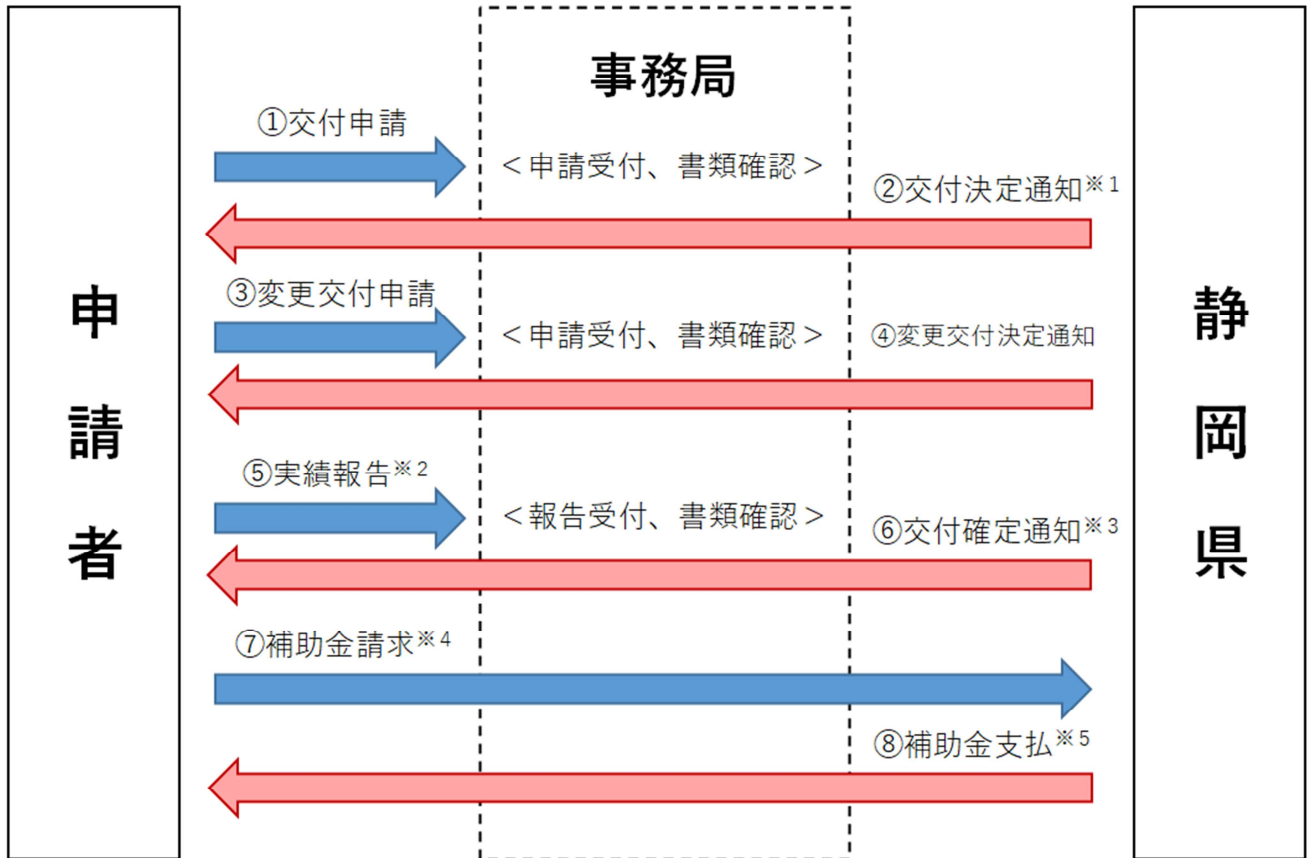 事務局
①交付申請
<申請受付、書類確認>
②交付決定通知※1
③変更交付申請
<申請受付、書類確認>
④変更交付決定通知
⑤実績報告※2
<報告受付、書類確認>
⑥交付確定通知※3
⑦補助金請求※4
⑧補助金支払※5
申請者
静岡県